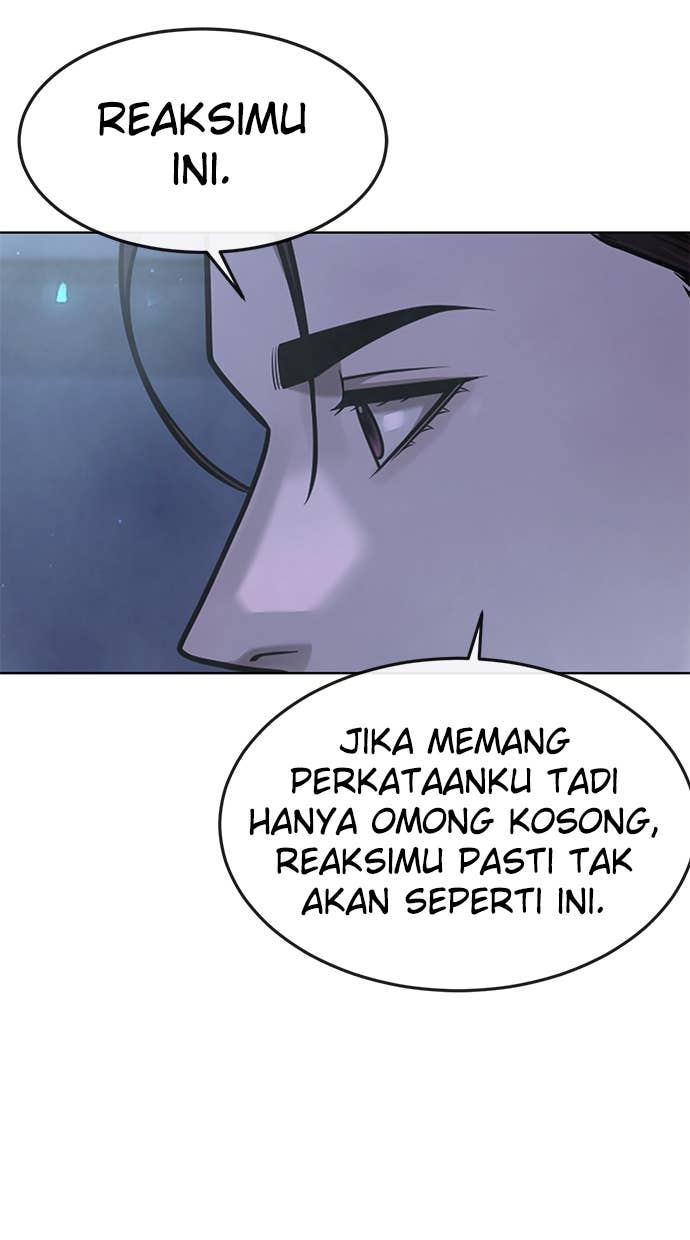 REAKSIMU
INI.
JIKA MEMANG
PERKATAANKU TADI
HANYA OMONG KOSONG,
REAKSIMU PASTI TAK
AKAN SEPERTI INI.